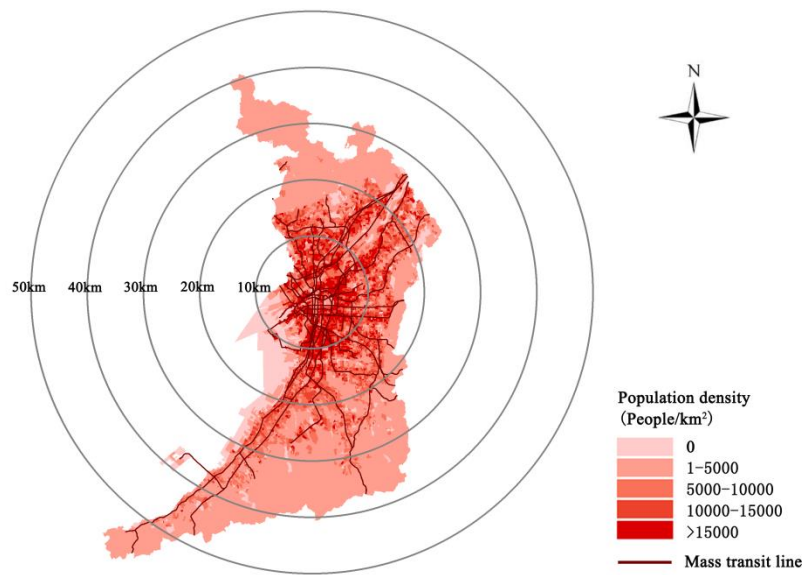 N
50km 40km 30km 20km 10km
Population density
(People/km²)
0
1-5000
5000-10000
10000-15000
>15000
Mass transit line